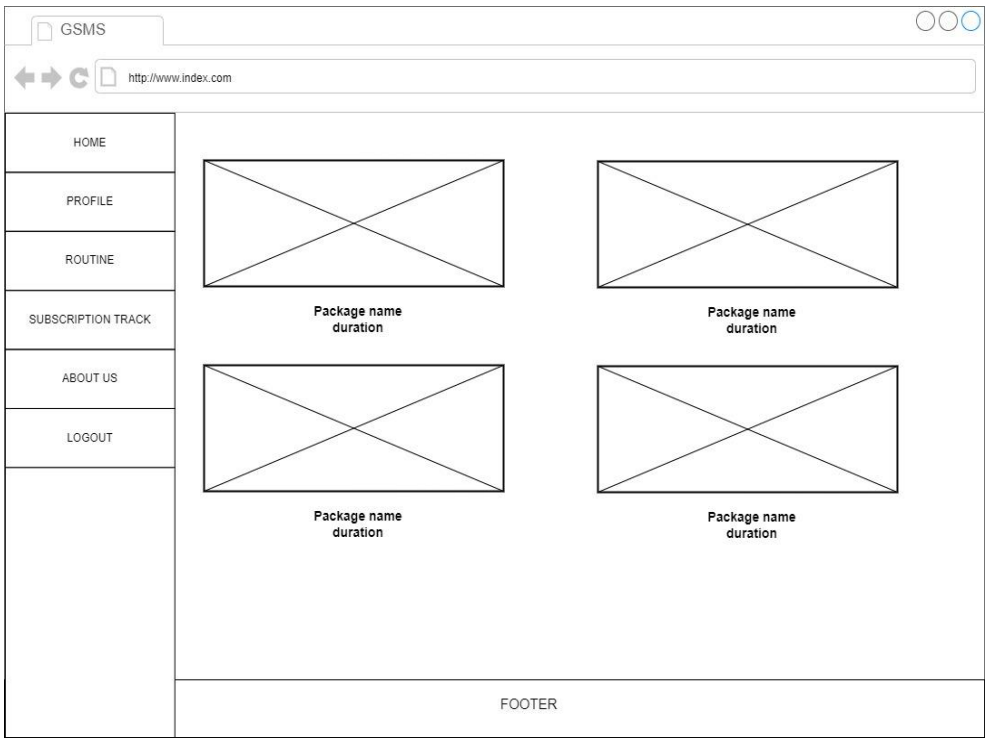 GSMS
http://www.index.com
HOME
PROFILE
ROUTINE
SUBSCRIPTION TRACK
ABOUT US
LOGOUT
Package name
duration
Package name
duration
Package name
duration
Package name
duration
FOOTER